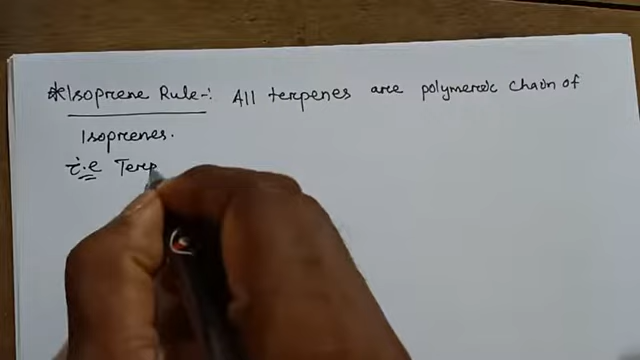 *Isoprene Rule-: All terpenes are polymeric chain of
Isoprenes.
i.e Terp